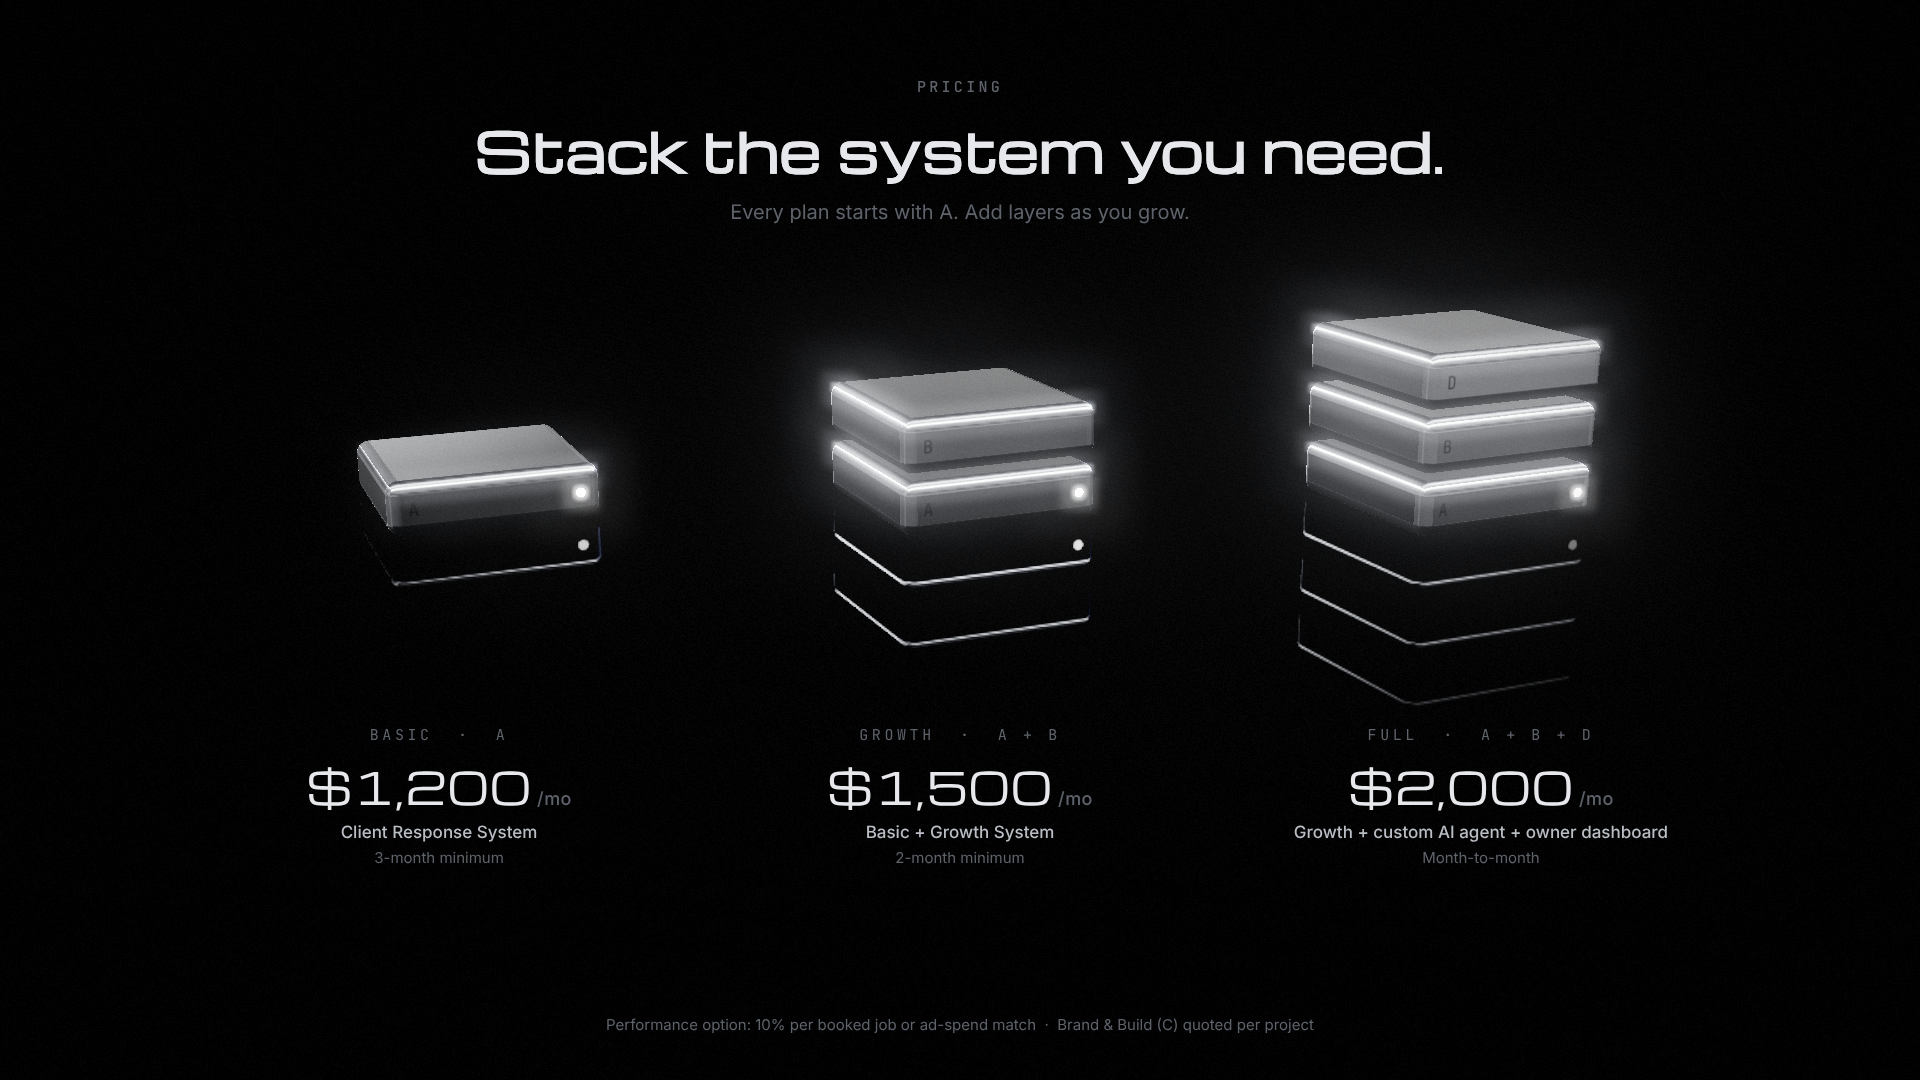 PRICING
Stack the system you need.
Every plan starts with A. Add layers as you grow.
A
B
A
D
B
A
BASIC · A
$1,200 /mo
Client Response System
3-month minimum
GROWTH · A + B
$1,500 /mo
Basic + Growth System
2-month minimum
FULL · A + B + D
$2,000 /mo
Growth + custom AI agent + owner dashboard
Month-to-month
Performance option: 10% per booked job or ad-spend match · Brand & Build (C) quoted per project